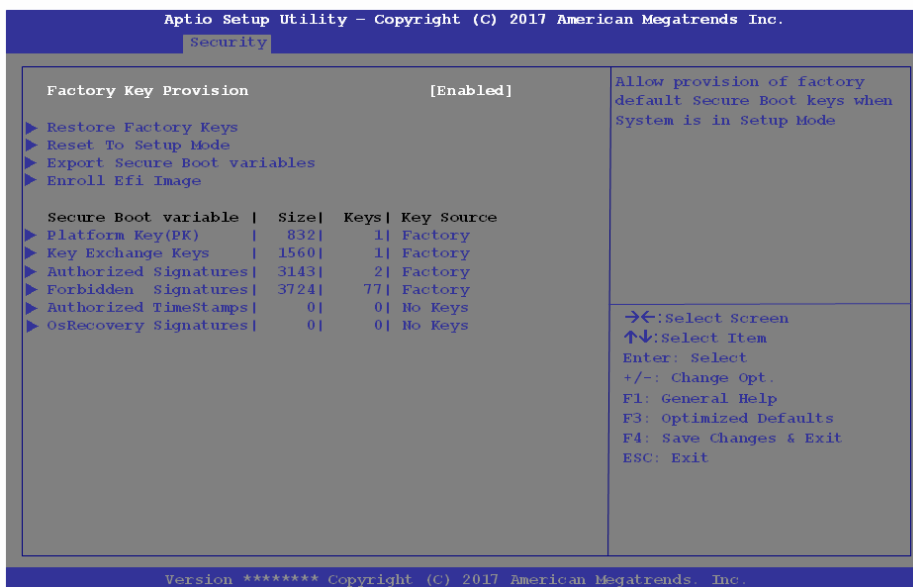 Aptio Setup Utility – Copyright (C) 2017 American Megatrends Inc.
Security
Factory Key Provision [Enabled]
▶ Restore Factory Keys
▶ Reset To Setup Mode
▶ Export Secure Boot variables
▶ Enroll Efi Image
Secure Boot variable | Size| Keys| Key Source
▶ Platform Key(PK) | 832| 1| Factory
▶ Key Exchange Keys | 1560| 1| Factory
▶ Authorized Signatures| 3143| 2| Factory
▶ Forbidden Signatures| 3724| 77| Factory
▶ Authorized TimeStamps| 0| 0| No Keys
▶ OsRecovery Signatures| 0| 0| No Keys
Allow provision of factory
default Secure Boot keys when
System is in Setup Mode
→←:Select Screen
↑↓:Select Item
Enter: Select
+/-: Change Opt.
F1: General Help
F3: Optimized Defaults
F4: Save Changes & Exit
ESC: Exit
Version ******** Copyright (C) 2017 American Megatrends. Inc.